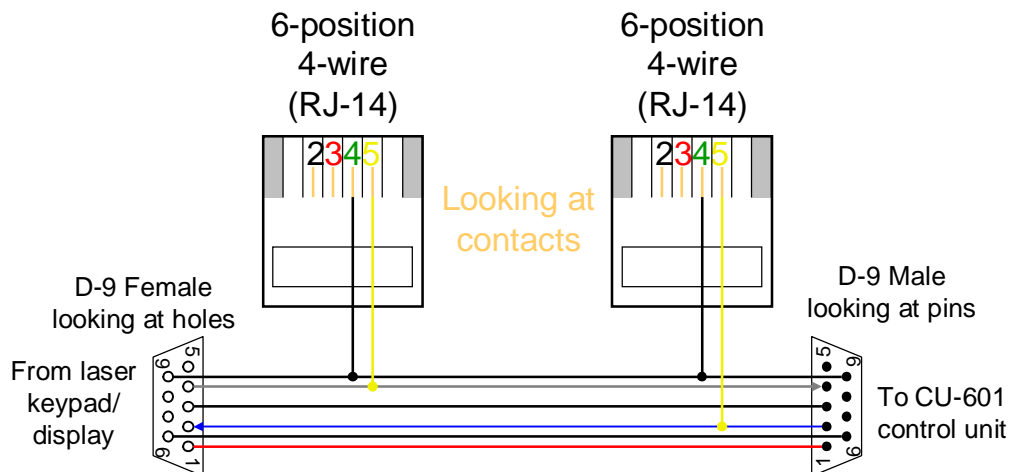 6-position
4-wire
(RJ-14)
6-position
4-wire
(RJ-14)
2345
2345
Looking at
contacts
D-9 Female
looking at holes
D-9 Male
looking at pins
5
9
6
1
5
9
1
6
From laser
keypad/
display
To CU-601
control unit